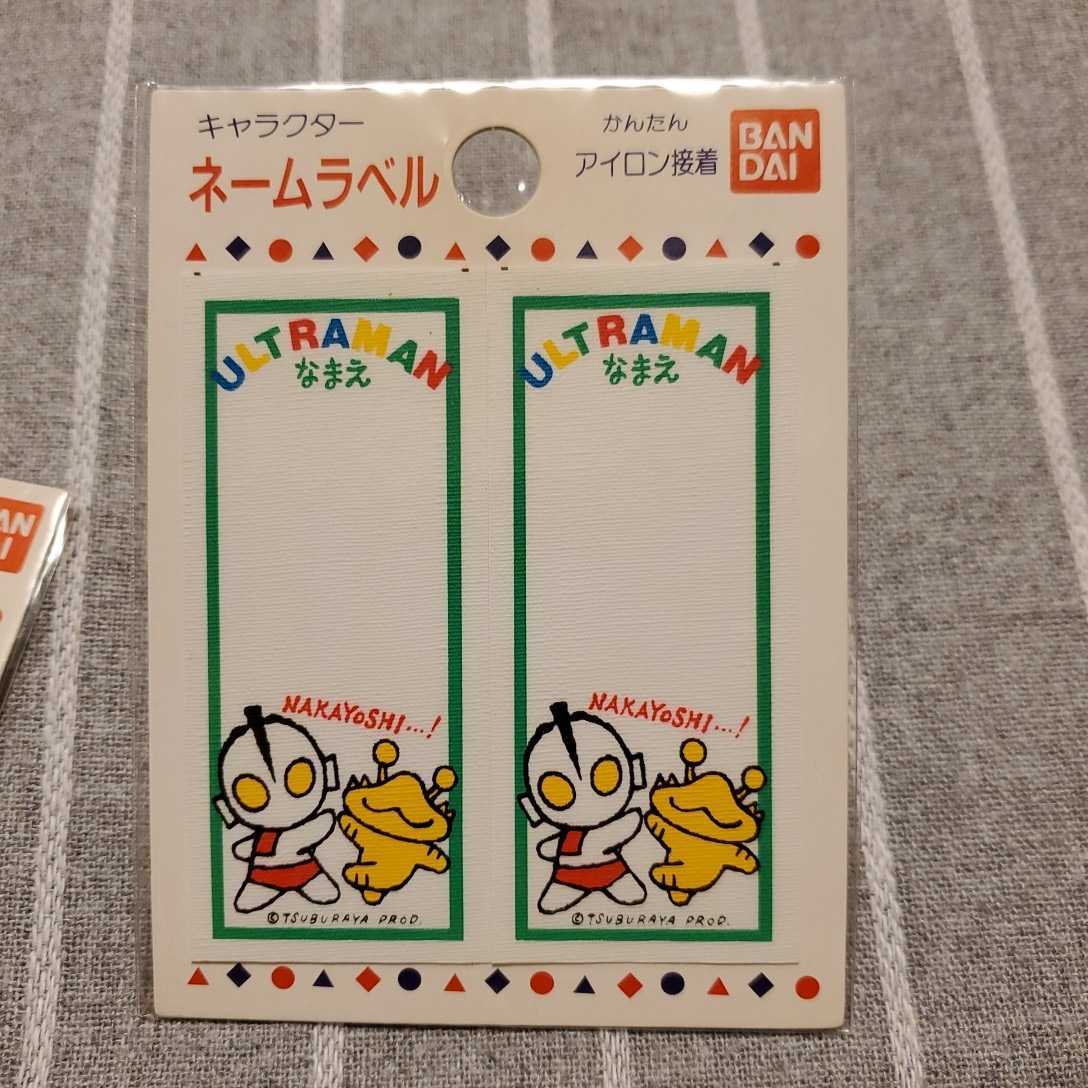 キャラクター
ネームラベル
かんたん
アイロン接着
BAN
DAI
ULTRAMAN
なまえ
NAKAYOSHI...!
©TSUBURAYA PROD.
ULTRAMAN
なまえ
NAKAYOSHI...!
©TSUBURAYA PROD.
AN
I